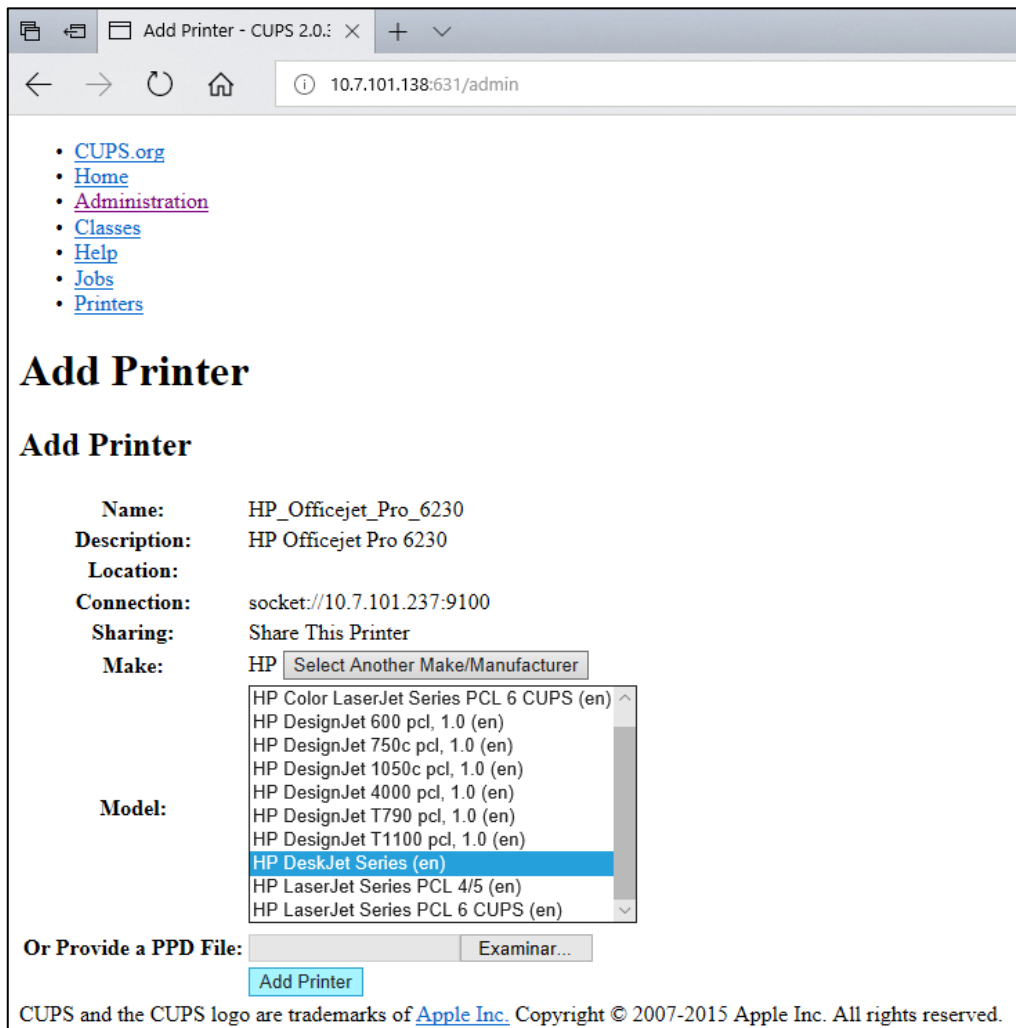 Add Printer - CUPS 2.0.:
10.7.101.138:631/admin
• CUPS.org
• Home
• Administration
• Classes
• Help
• Jobs
• Printers
Add Printer
Add Printer
Name: HP_Officejet_Pro_6230
Description: HP Officejet Pro 6230
Location:
Connection: socket://10.7.101.237:9100
Sharing: Share This Printer
Make: HP Select Another Make/Manufacturer
HP Color LaserJet Series PCL 6 CUPS (en)
HP DesignJet 600 pcl, 1.0 (en)
HP DesignJet 750c pcl, 1.0 (en)
HP DesignJet 1050c pcl, 1.0 (en)
HP DesignJet 4000 pcl, 1.0 (en)
Model:
HP DesignJet T790 pcl, 1.0 (en)
HP DesignJet T1100 pcl, 1.0 (en)
HP DeskJet Series (en)
HP LaserJet Series PCL 4/5 (en)
HP LaserJet Series PCL 6 CUPS (en)
Or Provide a PPD File: Examinar...
Add Printer
CUPS and the CUPS logo are trademarks of Apple Inc. Copyright © 2007-2015 Apple Inc. All rights reserved.